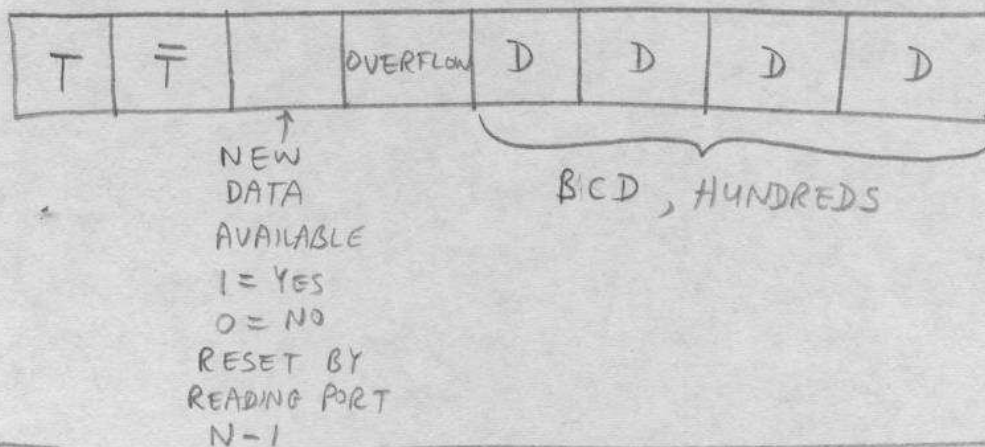 T T̿ OVERFLOW D D D D
NEW
DATA
AVAILABLE
1 = YES
0 = NO
RESET BY
READING PORT
N-1
BCD, HUNDREDS